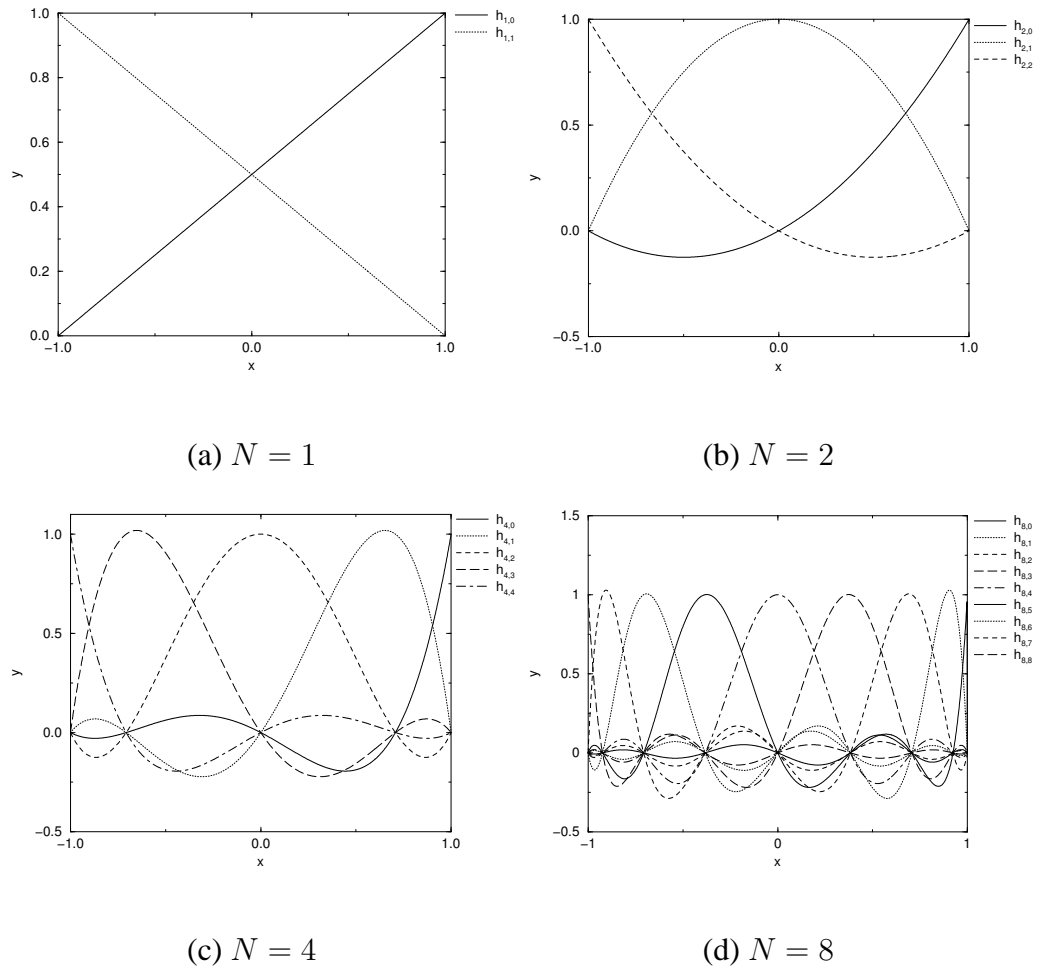 1.0
0.8
0.6
0.4
0.2
0.0
y
−1.0 0.0 1.0
x
h1,0
h1,1
(a) N = 1
1.0
0.5
0.0
−0.5
y
−1.0 0.0 1.0
x
h2,0
h2,1
h2,2
(b) N = 2
1.0
0.5
0.0
−0.5
y
−1.0 0.0 1.0
x
h4,0
h4,1
h4,2
h4,3
h4,4
(c) N = 4
1.5
1
0.5
0
−0.5
y
−1 0 1
x
h8,0
h8,1
h8,2
h8,3
h8,4
h8,5
h8,6
h8,7
h8,8
(d) N = 8